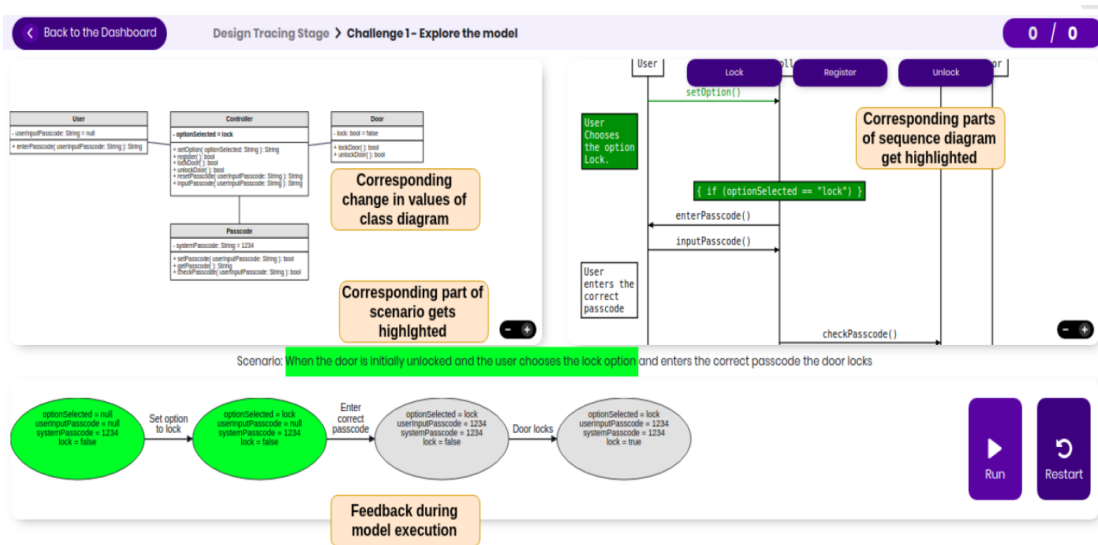 Back to the Dashboard
Design Tracing Stage > Challenge 1 - Explore the model
0 / 0
User
- userInputPasscode: String = null
+ enterPasscode( userInputPasscode: String ): String
Controller
- optionSelected = lock
+ setOption( optionSelected: String ): String
+ register( ): bool
+ lockDoor( ): bool
+ unlockDoor( ): bool
+ resetPasscode( userInputPasscode: String ): String
+ inputPasscode( userInputPasscode: String ): String
Door
- lock: bool = false
+ lockDoor( ): bool
+ unlockDoor( ): bool
Corresponding
change in values of
class diagram
Passcode
- systemPasscode: String = 1234
+ setPasscode( userInputPasscode: String ): bool
+ getPasscode( ): String
+ checkPasscode( userInputPasscode: String ): bool
Corresponding part of
scenario gets
highlghted
- +
User
Lock
Register
Unlock
or
setOption()
User
Chooses
the option
Lock.
Corresponding parts
of sequence diagram
get highlighted
{ if (optionSelected == "lock") }
enterPasscode()
inputPasscode()
User
enters the
correct
passcode
checkPasscode()
- +
Scenario: When the door is initially unlocked and the user chooses the lock option and enters the correct passcode the door locks
optionSelected = null
userinputPasscode = null
systemPasscode = 1234
lock = false
Set option
to lock
optionSelected = lock
userinputPasscode = null
systemPasscode = 1234
lock = false
Enter
correct
passcode
optionSelected = lock
userinputPasscode = 1234
systemPasscode = 1234
lock = false
Door locks
optionSelected = lock
userinputPasscode = 1234
systemPasscode = 1234
lock = true
Run
Restart
Feedback during
model execution